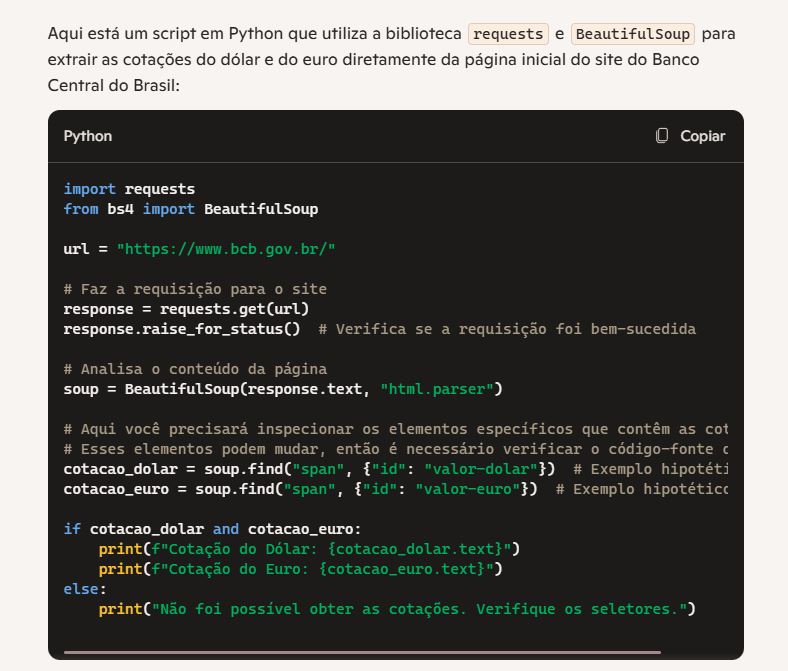 Aqui está um script em Python que utiliza a biblioteca requests e BeautifulSoup para
extrair as cotações do dólar e do euro diretamente da página inicial do site do Banco
Central do Brasil:
Python
Copiar
import requests
from bs4 import BeautifulSoup
url = "https://www.bcb.gov.br/"
# Faz a requisição para o site
response = requests.get(url)
response.raise_for_status()  # Verifica se a requisição foi bem-sucedida
# Analisa o conteúdo da página
soup = BeautifulSoup(response.text, "html.parser")
# Aqui você precisará inspecionar os elementos específicos que contêm as cot
# Esses elementos podem mudar, então é necessário verificar o código-fonte
cotacao_dolar = soup.find("span", {"id": "valor-dolar"})  # Exemplo hipotéti
cotacao_euro = soup.find("span", {"id": "valor-euro"})  # Exemplo hipotético
if cotacao_dolar and cotacao_euro:
    print(f"Cotação do Dólar: {cotacao_dolar.text}")
    print(f"Cotação do Euro: {cotacao_euro.text}")
else:
    print("Não foi possível obter as cotações. Verifique os seletores.")